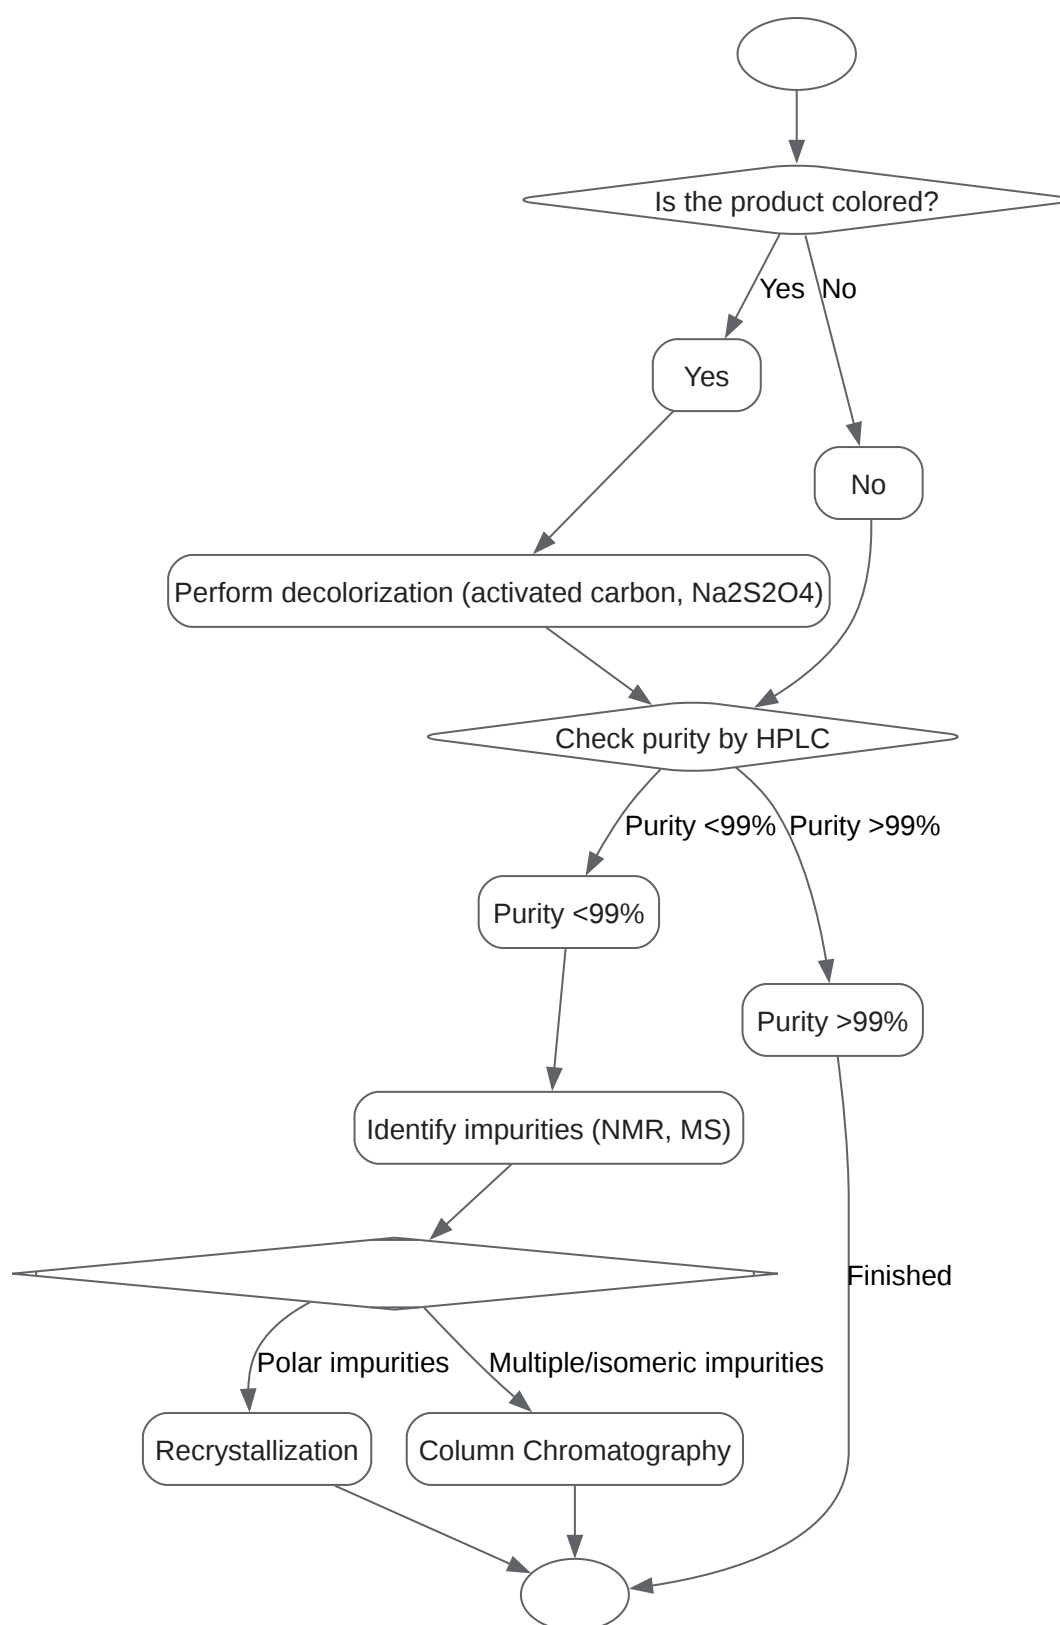 Is the product colored?
Yes
No
Yes
No
Perform decolorization (activated carbon, Na2S2O4)
Check purity by HPLC
Purity <99%
Purity >99%
Purity <99%
Purity >99%
Identify impurities (NMR, MS)
Finished
Polar impurities
Multiple/isomeric impurities
Recrystallization
Column Chromatography